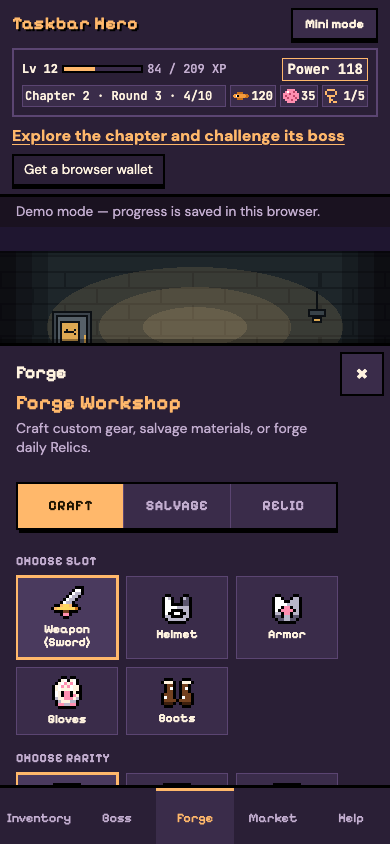 Taskbar Hero
Mini mode
Lv 12 84 / 209 XP
Power 118
Chapter 2 · Round 3 · 4/10
120
35
1/5
Explore the chapter and challenge its boss
Get a browser wallet
Demo mode — progress is saved in this browser.
Forge
Forge Workshop
Craft custom gear, salvage materials, or forge
daily Relics.
CRAFT
SALVAGE
RELIC
CHOOSE SLOT
Weapon
(Sword)
Helmet
Armor
Gloves
Boots
CHOOSE RARITY
Inventory
Boss
Forge
Market
Help